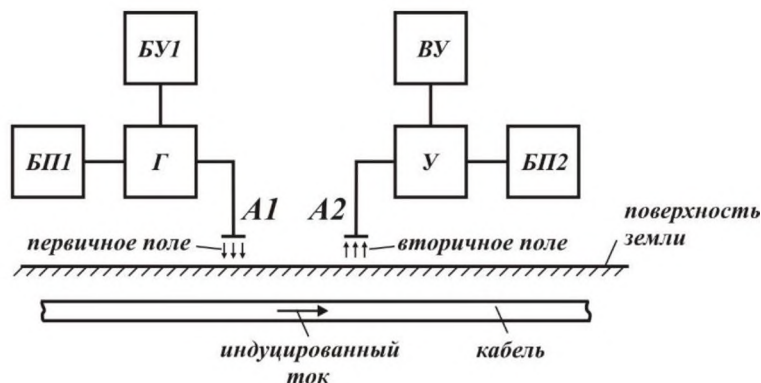 БУ1
ВУ
БП1
Г
У
БП2
А1
А2
первичное поле
вторичное поле
поверхность
земли
индуцированный
ток
кабель